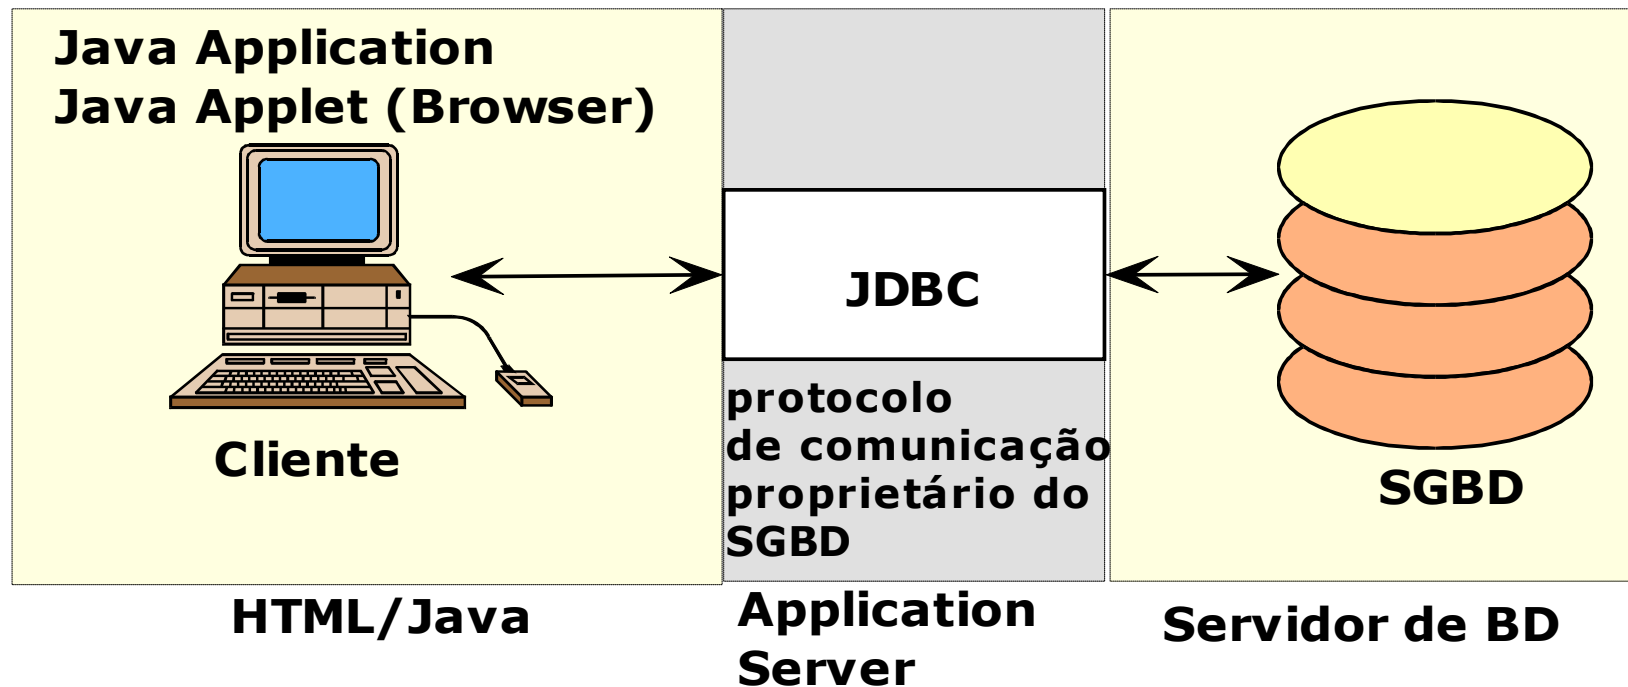 Java Application
Java Applet (Browser)
JDBC
protocolo
de comunicação
proprietário do
SGBD
Cliente
SGBD
HTML/Java
Application
Server
Servidor de BD